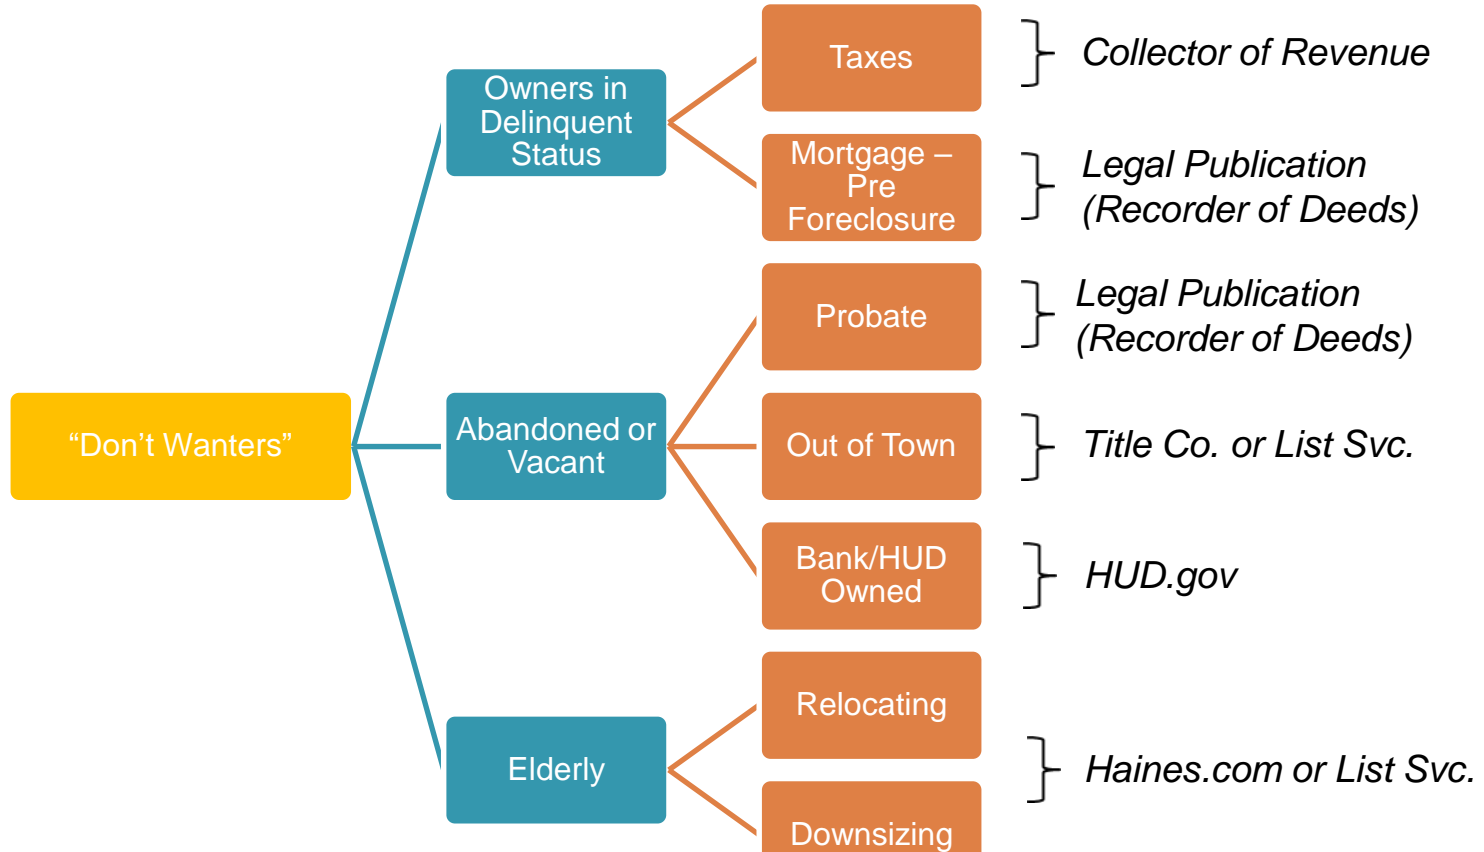 “Don’t Wanters”
Owners in
Delinquent
Status
Abandoned or
Vacant
Elderly
Taxes
Mortgage –
Pre
Foreclosure
Probate
Out of Town
Bank/HUD
Owned
Relocating
Downsizing
Collector of Revenue
Legal Publication
(Recorder of Deeds)
Legal Publication
(Recorder of Deeds)
Title Co. or List Svc.
HUD.gov
Haines.com or List Svc.